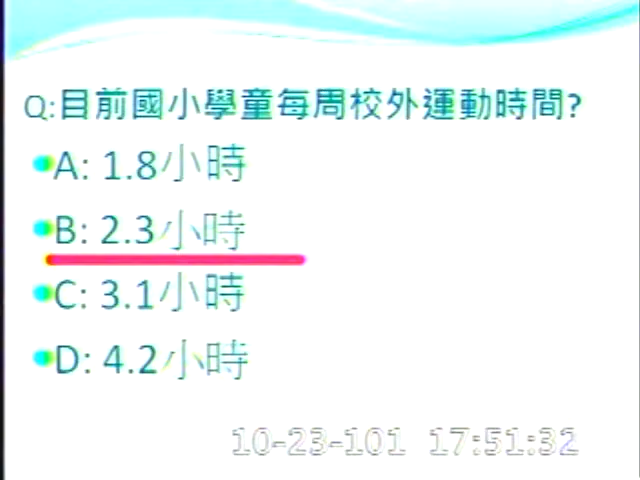 Q:目前國小學童每周校外運動時間?
A: 1.8小時
B: 2.3小時
C: 3.1小時
D: 4.2小時
10-23-101 17:51:32